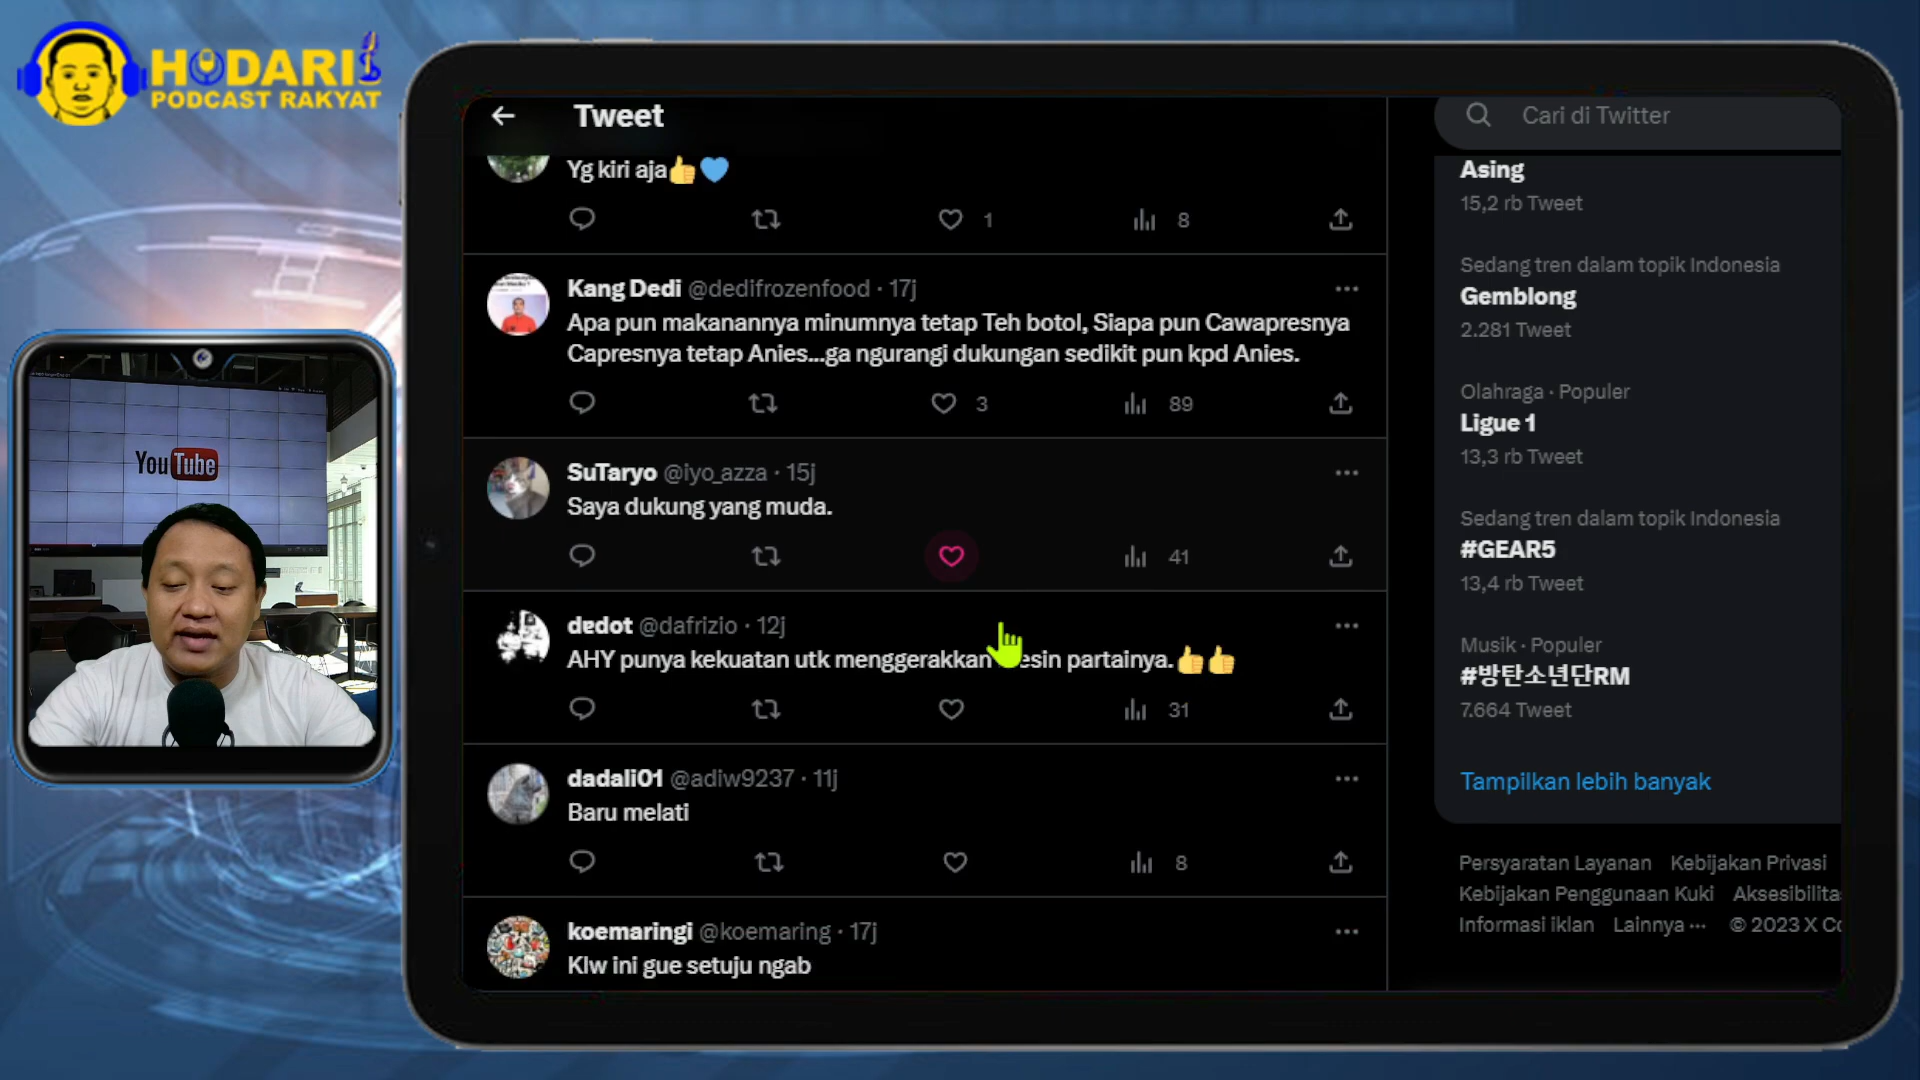 HODARI
PODCAST RAKYAT
YouTube
Tweet
Cari di Twitter
Yg kiri aja👍💙
1
8
Kang Dedi @dedifrozenfood · 17j
Apa pun makanannya minumnya tetap Teh botol, Siapa pun Cawapresnya
Capresnya tetap Anies...ga ngurangi dukungan sedikit pun kpd Anies.
3
89
SuTaryo @iyo_azza · 15j
Saya dukung yang muda.
41
dedot @dafrizio · 12j
AHY punya kekuatan utk menggerakkan esin partainya.👍👍
31
dadali01 @adiw9237 · 11j
Baru melati
8
koemaringi @koemaring · 17j
Klw ini gue setuju ngab
Asing
15,2 rb Tweet
Sedang tren dalam topik Indonesia
Gemblong
2.281 Tweet
Olahraga · Populer
Ligue 1
13,3 rb Tweet
Sedang tren dalam topik Indonesia
#GEAR5
13,4 rb Tweet
Musik · Populer
#방탄소년단RM
7.664 Tweet
Tampilkan lebih banyak
Persyaratan Layanan Kebijakan Privasi
Kebijakan Penggunaan Kuki Aksesibilita
Informasi iklan Lainnya ··· © 2023 X Co